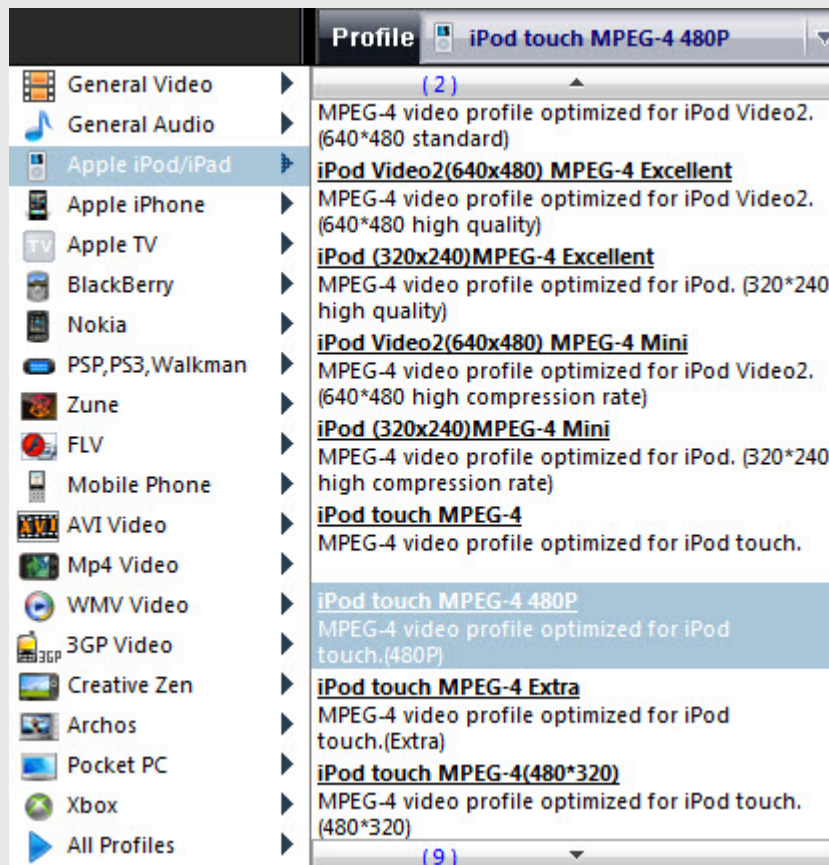 Profile iPod touch MPEG-4 480P
General Video
General Audio
Apple iPod/iPad
Apple iPhone
TV Apple TV
BlackBerry
Nokia
PSP,PS3,Walkman
Zune
FLV
Mobile Phone
AVI AVI Video
Mp4 Video
WMV Video
3GP 3GP Video
Creative Zen
Archos
Pocket PC
Xbox
All Profiles
(2)
MPEG-4 video profile optimized for iPod Video2.
(640*480 standard)
iPod Video2(640x480) MPEG-4 Excellent
MPEG-4 video profile optimized for iPod Video2.
(640*480 high quality)
iPod (320x240)MPEG-4 Excellent
MPEG-4 video profile optimized for iPod. (320*240
high quality)
iPod Video2(640x480) MPEG-4 Mini
MPEG-4 video profile optimized for iPod Video2.
(640*480 high compression rate)
iPod (320x240)MPEG-4 Mini
MPEG-4 video profile optimized for iPod. (320*240
high compression rate)
iPod touch MPEG-4
MPEG-4 video profile optimized for iPod touch.
iPod touch MPEG-4 480P
MPEG-4 video profile optimized for iPod
touch.(480P)
iPod touch MPEG-4 Extra
MPEG-4 video profile optimized for iPod
touch.(Extra)
iPod touch MPEG-4(480*320)
MPEG-4 video profile optimized for iPod touch.
(480*320)
(9)